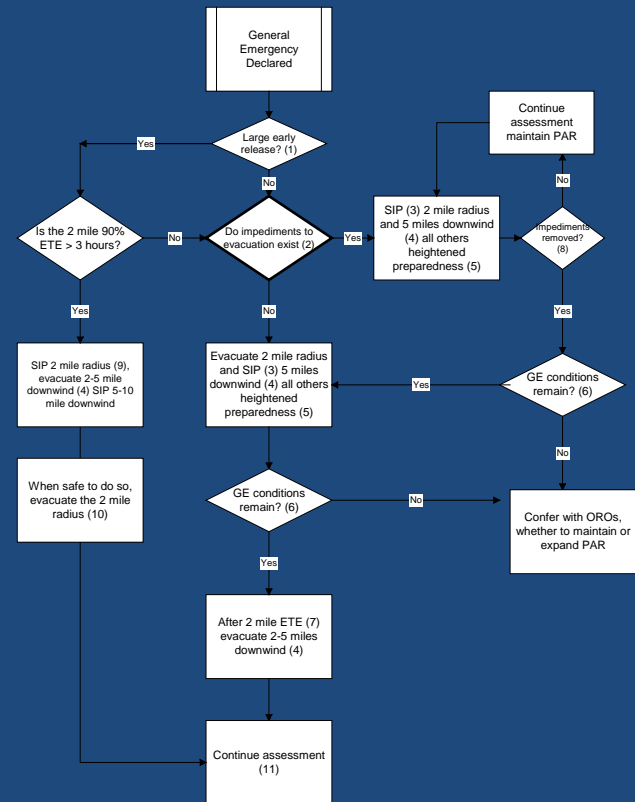 General
Emergency
Declared
Large early
release? (1)
Yes
No
Continue
assessment
maintain PAR
No
Is the 2 mile 90%
ETE > 3 hours?
No
Do impediments to
evacuation exist (2)
Yes
SIP (3) 2 mile radius
and 5 miles downwind
(4) all others
heightened
preparedness (5)
Impediments
removed?
(8)
Yes
No
Yes
SIP 2 mile radius (9),
evacuate 2-5 mile
downwind (4) SIP 5-10
mile downwind
Evacuate 2 mile radius
and SIP (3) 5 miles
downwind (4) all others
heightened
preparedness (5)
Yes
GE conditions
remain? (6)
No
When safe to do so,
evacuate the 2 mile
radius (10)
GE conditions
remain? (6)
No
Confer with OROs,
whether to maintain or
expand PAR
Yes
After 2 mile ETE (7)
evacuate 2-5 miles
downwind (4)
Continue assessment
(11)